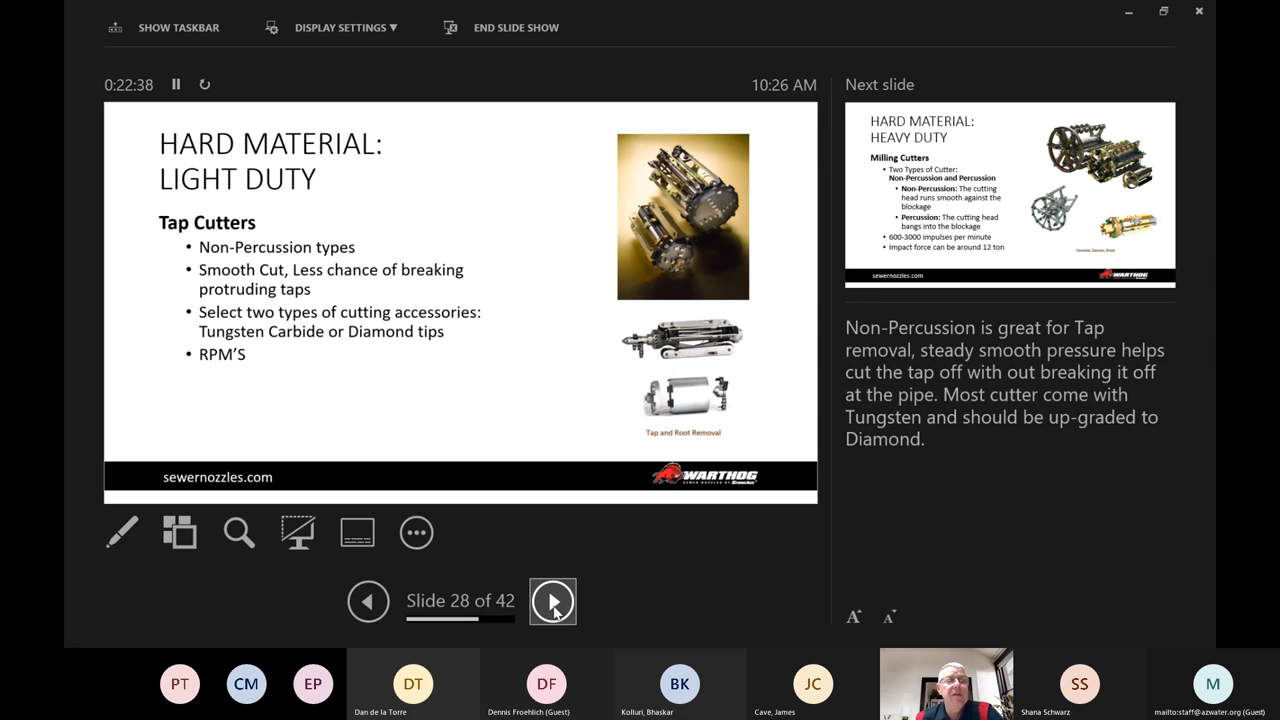 SHOW TASKBAR
DISPLAY SETTINGS ▼
END SLIDE SHOW
0:22:38
10:26 AM
HARD MATERIAL:
LIGHT DUTY
Tap Cutters
• Non-Percussion types
• Smooth Cut, Less chance of breaking
protruding taps
• Select two types of cutting accessories:
Tungsten Carbide or Diamond tips
• RPM'S
Tap and Root Removal
sewernozzles.com
WARTHOG
Slide 28 of 42
Next slide
HARD MATERIAL:
HEAVY DUTY
Milling Cutters
• Two Types of Cutter:
Non-Percussion and Percussion
• Non-Percussion: The cutting
head runs smooth against the
blockage
• Percussion: The cutting head
bangs into the blockage
• 600-3000 impulses per minute
• Impact force can be around 12 ton
sewernozzles.com
WARTHOG
Non-Percussion is great for Tap
removal, steady smooth pressure helps
cut the tap off with out breaking it off
at the pipe. Most cutter come with
Tungsten and should be up-graded to
Diamond.
A A
PT
CM
EP
DT
Dan de la Torre
DF
Dennis Froehlich (Guest)
BK
Kolluri, Bhaskar
JC
Cave, James
SS
Shana Schwarz
M
mailto:staff@azwater.org (Guest)